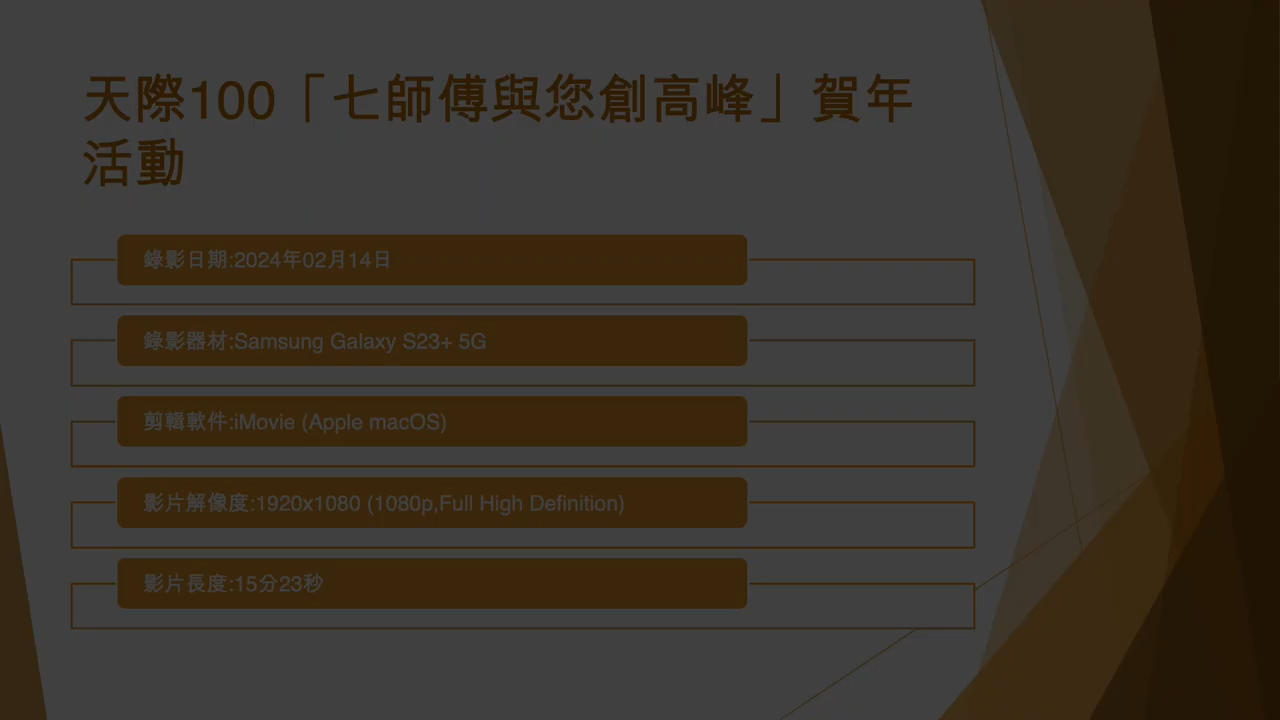 天際100「七師傅與您創高峰」賀年
活動
錄影日期:2024年02月14日
錄影器材:Samsung Galaxy S23+ 5G
剪輯軟件:iMovie (Apple macOS)
影片解像度:1920x1080 (1080p,Full High Definition)
影片長度:15分23秒